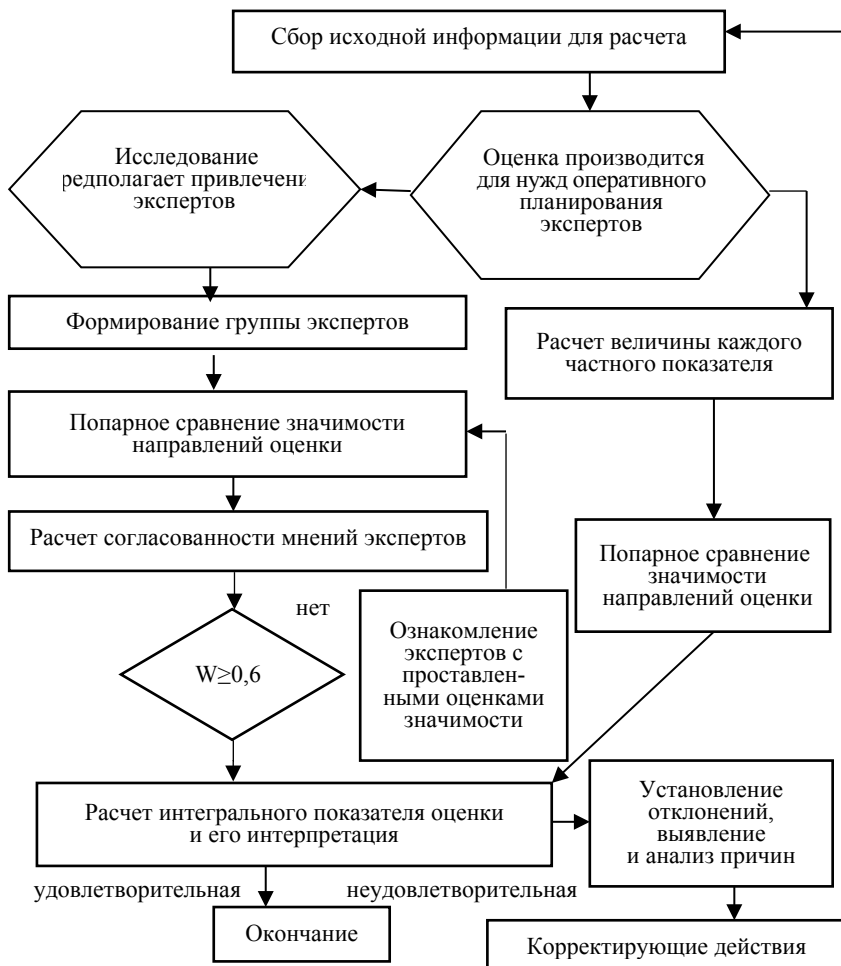 Сбор исходной информации для расчета
Исследование
редполагает привлечени
экспертов
Оценка производится
для нужд оперативного
планирования
экспертов
Формирование группы экспертов
Расчет величины каждого
частного показателя
Попарное сравнение значимости
направлений оценки
Расчет согласованности мнений экспертов
Попарное сравнение
значимости
направлений оценки
нет
Ознакомление
экспертов с
проставлен-
ными оценками
значимости
W≥0,6
Расчет интегрального показателя оценки
и его интерпретация
Установление
отклонений,
выявление
и анализ причин
удовлетворительная
неудовлетворительная
Окончание
Корректирующие действия